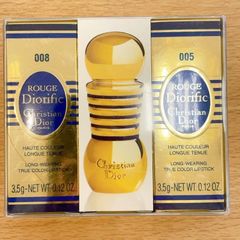 008
ROUGE
Diorific
Christian
Dior
HAUTE COULEUR
LONGUE TENUE
LONG-WEARING
TRUE COLOR LIPSTICK
3,5g-NET WT 0.12 OZ.
Christian
Dior
005
ROUGE
Diorific
Christian
Dior
HAUTE COULEUR
LONGUE TENUE
LONG-WEARING
TRUE COLOR LIPSTICK
3,5g-NET WT 0.12 OZ.